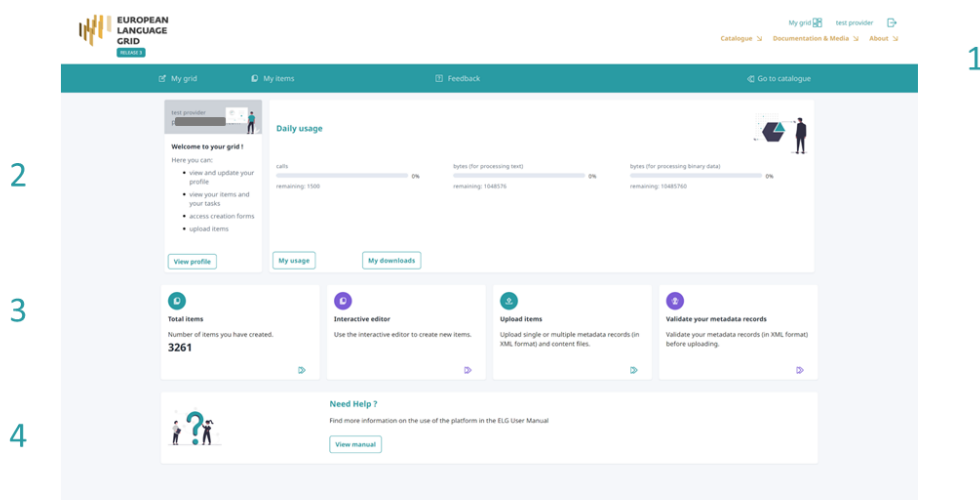 EUROPEAN
LANGUAGE
GRID
RELEASE 3
My grid
test provider
Catalogue
Documentation & Media
About
1
My grid
My items
Feedback
Go to catalogue
2
test provider
Welcome to your grid !
Here you can:
• view and update your
profile
• view your items and
your tasks
• access creation forms
• upload items
View profile
Daily usage
calls
0%
remaining: 1500
bytes (for processing text)
0%
remaining: 1048576
bytes (for processing binary data)
0%
remaining: 10485760
My usage
My downloads
3
Total items
Number of items you have created.
3261
Interactive editor
Use the interactive editor to create new items.
Upload items
Upload single or multiple metadata records (in
XML format) and content files.
Validate your metadata records
Validate your metadata records (in XML format)
before uploading.
4
Need Help ?
Find more information on the use of the platform in the ELG User Manual
View manual